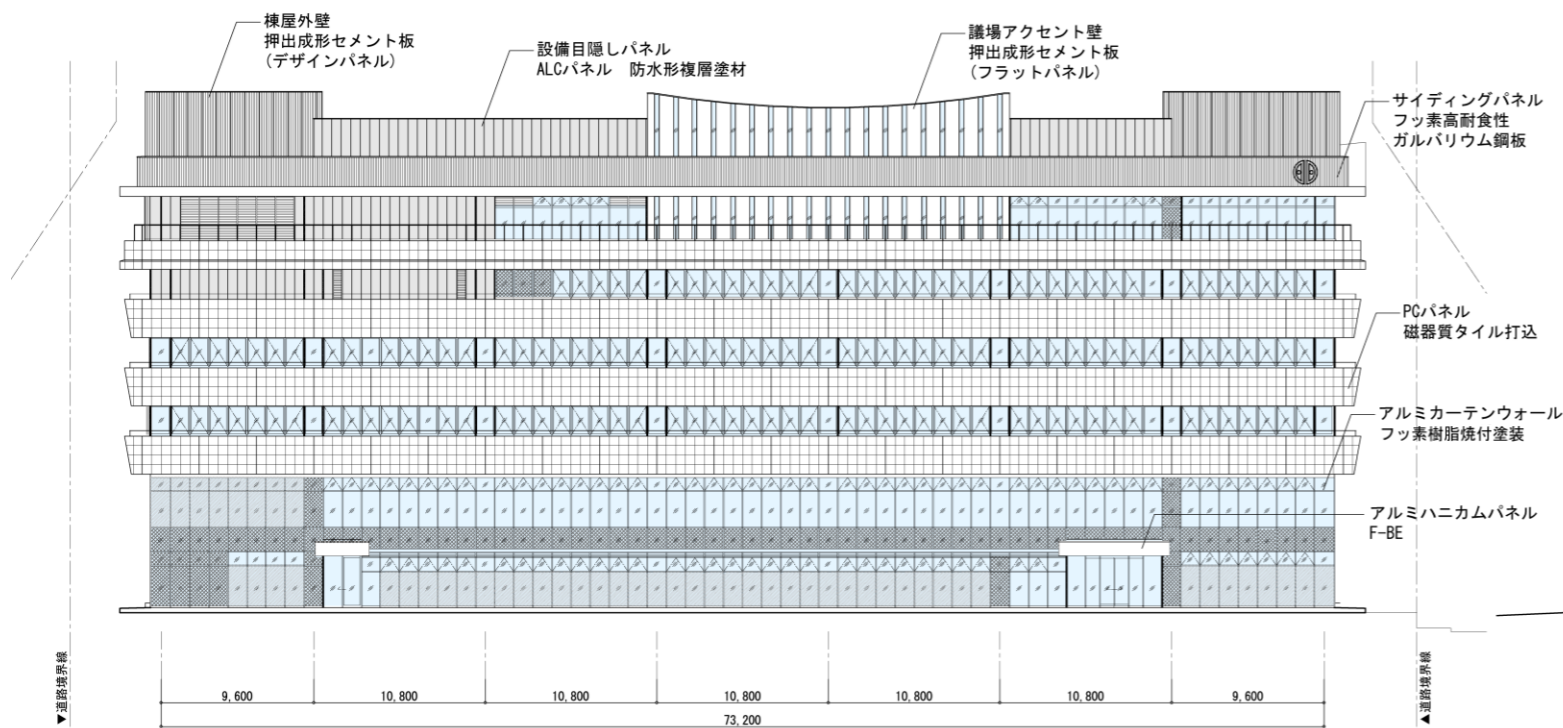 棟屋外壁
押出成形セメント板
(デザインパネル)
設備目隠しパネル
ALCパネル　防水形複層塗材
議場アクセント壁
押出成形セメント板
(フラットパネル)
サイディングパネル
フッ素高耐食性
ガルバリウム鋼板
PCパネル
磁器質タイル打込
アルミカーテンウォール
フッ素樹脂焼付塗装
アルミハニカムパネル
F-BE
▼道路境界線
▲道路境界線
9,600
10,800
10,800
10,800
10,800
10,800
9,600
73,200